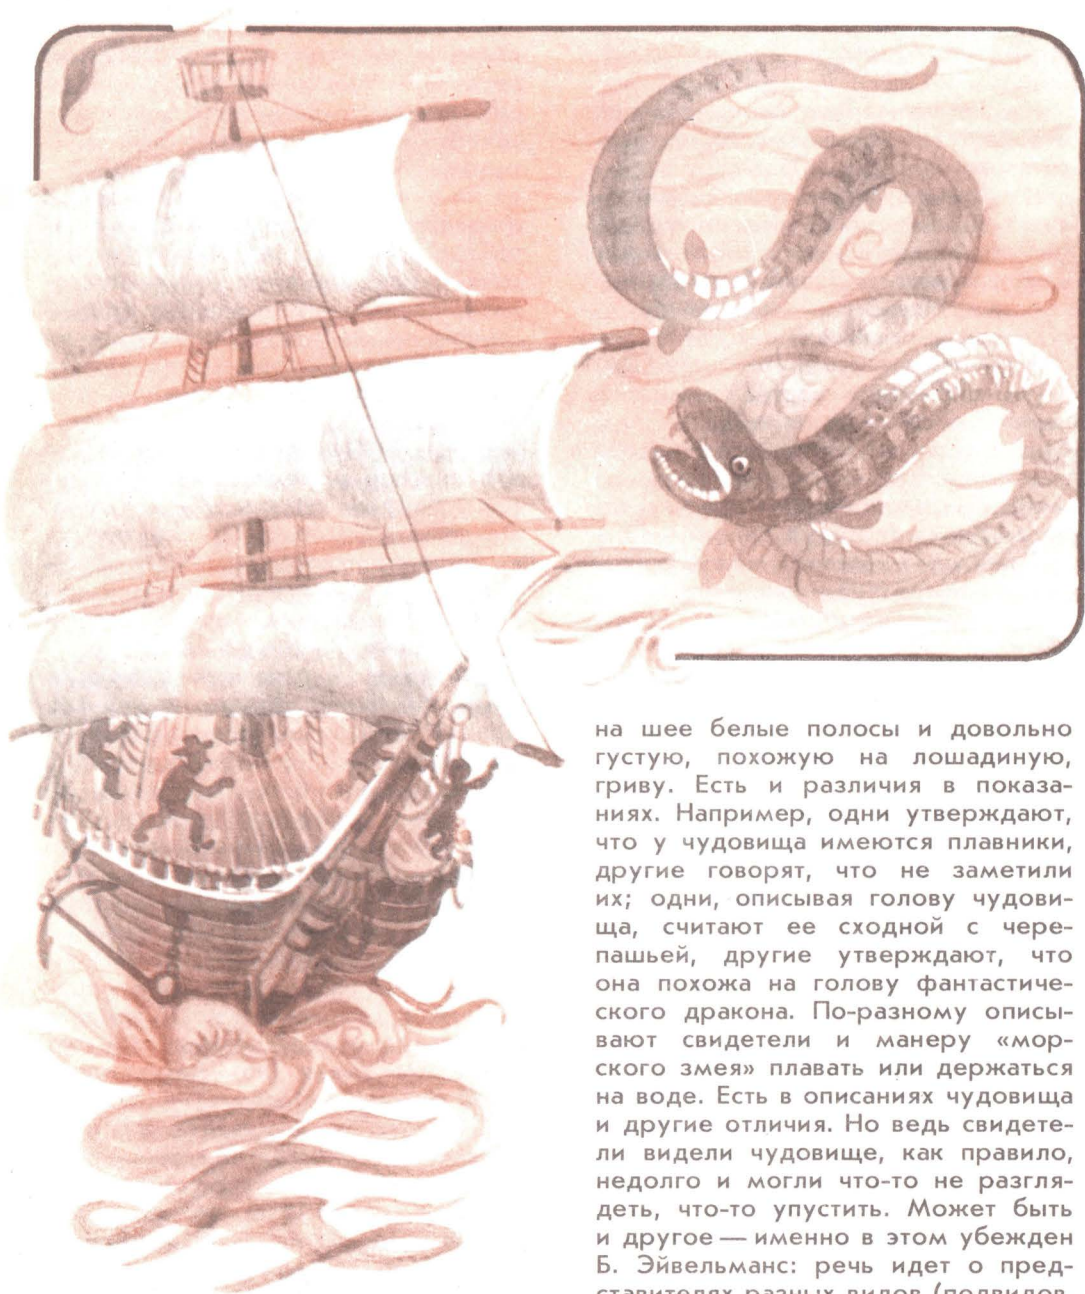 на шее белые полосы и довольно
густую, похожую на лошадиную,
гриву. Есть и различия в показа-
ниях. Например, одни утверждают,
что у чудовища имеются плавники,
другие говорят, что не заметили
их; одни, описывая голову чудови-
ща, считают ее сходной с чере-
пашьей, другие утверждают, что
она похожа на голову фантастиче-
ского дракона. По-разному описы-
вают свидетели и манеру «мор-
ского змея» плавать или держаться
на воде. Есть в описаниях чудовища
и другие отличия. Но ведь свидете-
ли видели чудовище, как правило,
недолго и могли что-то не разгля-
деть, что-то упустить. Может быть
и другое — именно в этом убежден
Б. Эйвельманс: речь идет о пред-
ставителях разных видов (подвидов,